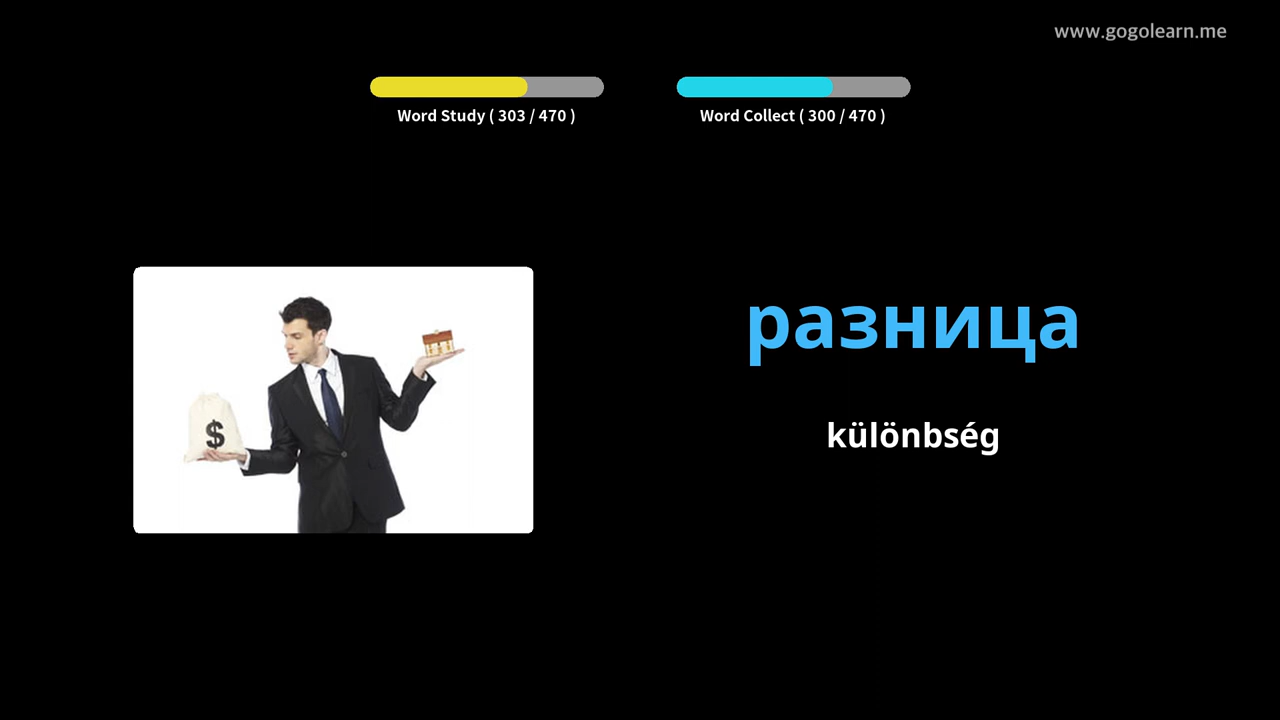 www.gogolearn.me
Word Study ( 303 / 470 )
Word Collect ( 300 / 470 )
разница
különbség
$